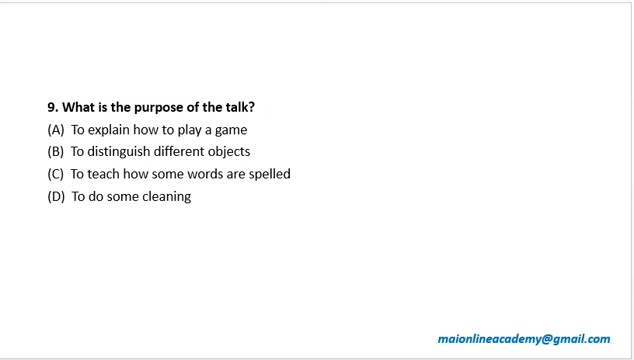 9. What is the purpose of the talk?
(A) To explain how to play a game
(B) To distinguish different objects
(C) To teach how some words are spelled
(D) To do some cleaning
maionlineacademy@gmail.com